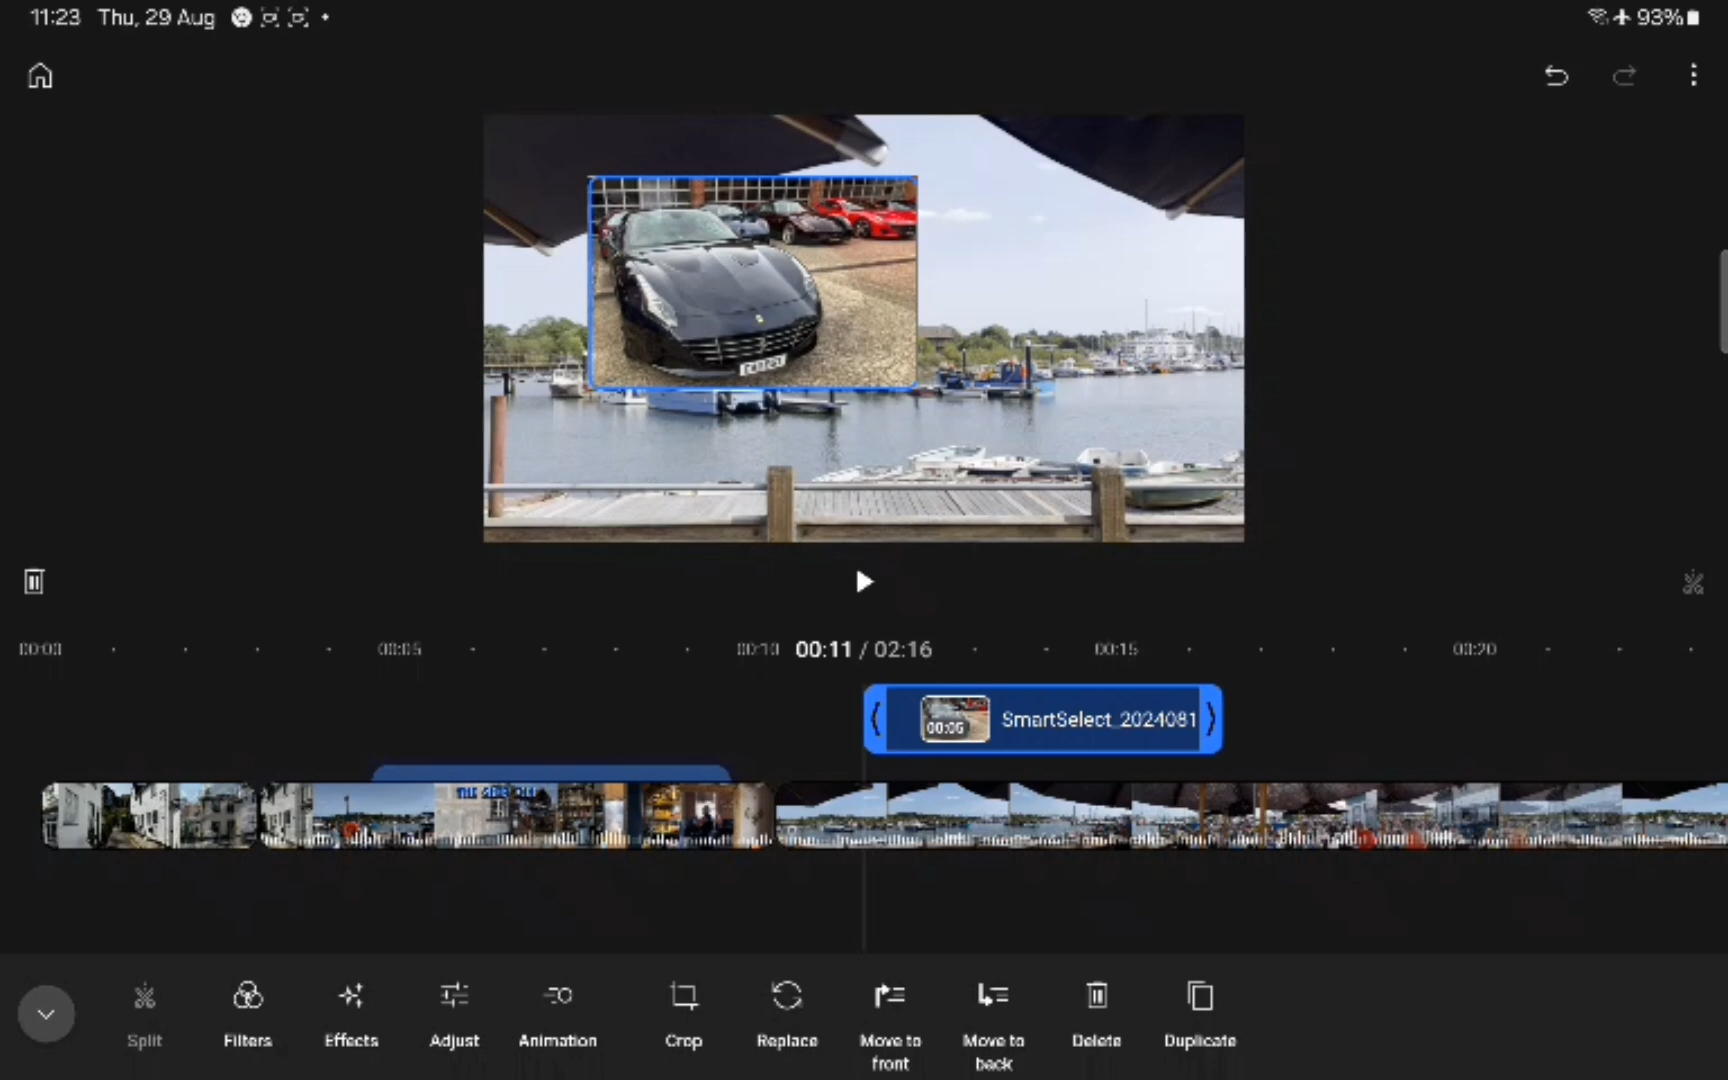 11:23 Thu, 29 Aug
93%
00:00 00:05 00:10 00:11 / 02:16 00:15 00:20
00:05 SmartSelect_2024081
Split Filters Effects Adjust Animation Crop Replace Move to front Move to back Delete Duplicate